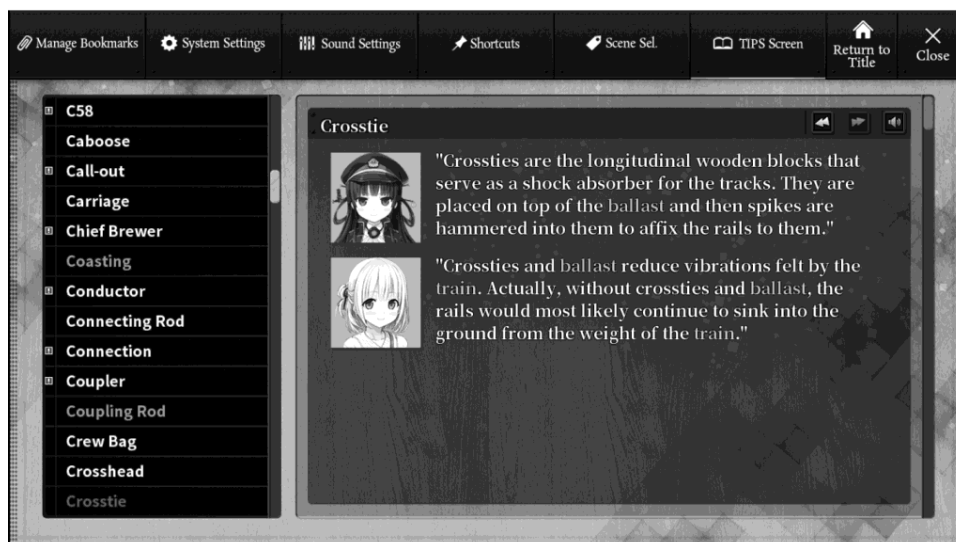 Manage Bookmarks
System Settings
Sound Settings
Shortcuts
Scene Sel.
TIPS Screen
Return to
Title
Close
C58
Caboose
Call-out
Carriage
Chief Brewer
Coasting
Conductor
Connecting Rod
Connection
Coupler
Coupling Rod
Crew Bag
Crosshead
Crosstie
Crosstie
"Crossties are the longitudinal wooden blocks that
serve as a shock absorber for the tracks. They are
placed on top of the ballast and then spikes are
hammered into them to affix the rails to them."
"Crossties and ballast reduce vibrations felt by the
train. Actually, without crossties and ballast, the
rails would most likely continue to sink into the
ground from the weight of the train."